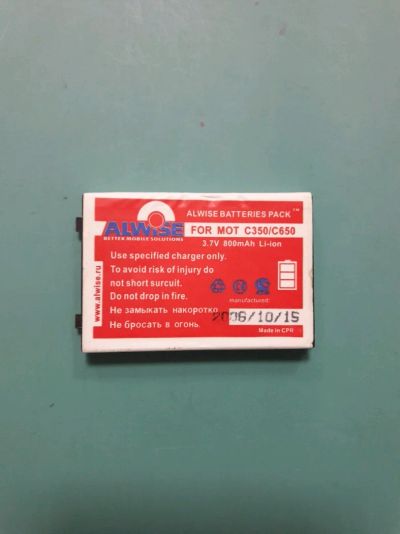 ALWISE BATTERIES PACK ™
ALWISE
BETTER MOBILE SOLUTIONS
FOR MOT C350/C650
3.7V 800mAh Li-ion
www.alwise.ru
Use specified charger only.
To avoid risk of injury do
not short surcuit.
Do not drop in fire.
Не замыкать накоротко
Не бросать в огонь.
manufactured:
2006/10/15
Made in CPR